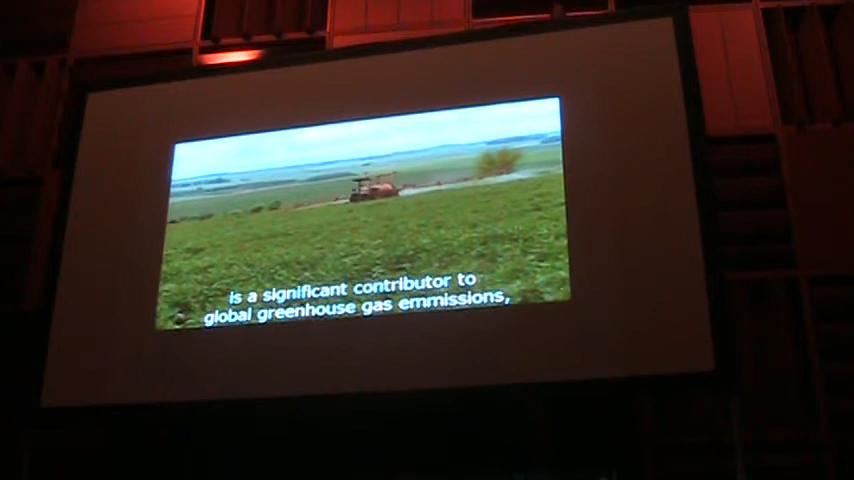 is a significant contributor to
global greenhouse gas emmissions,